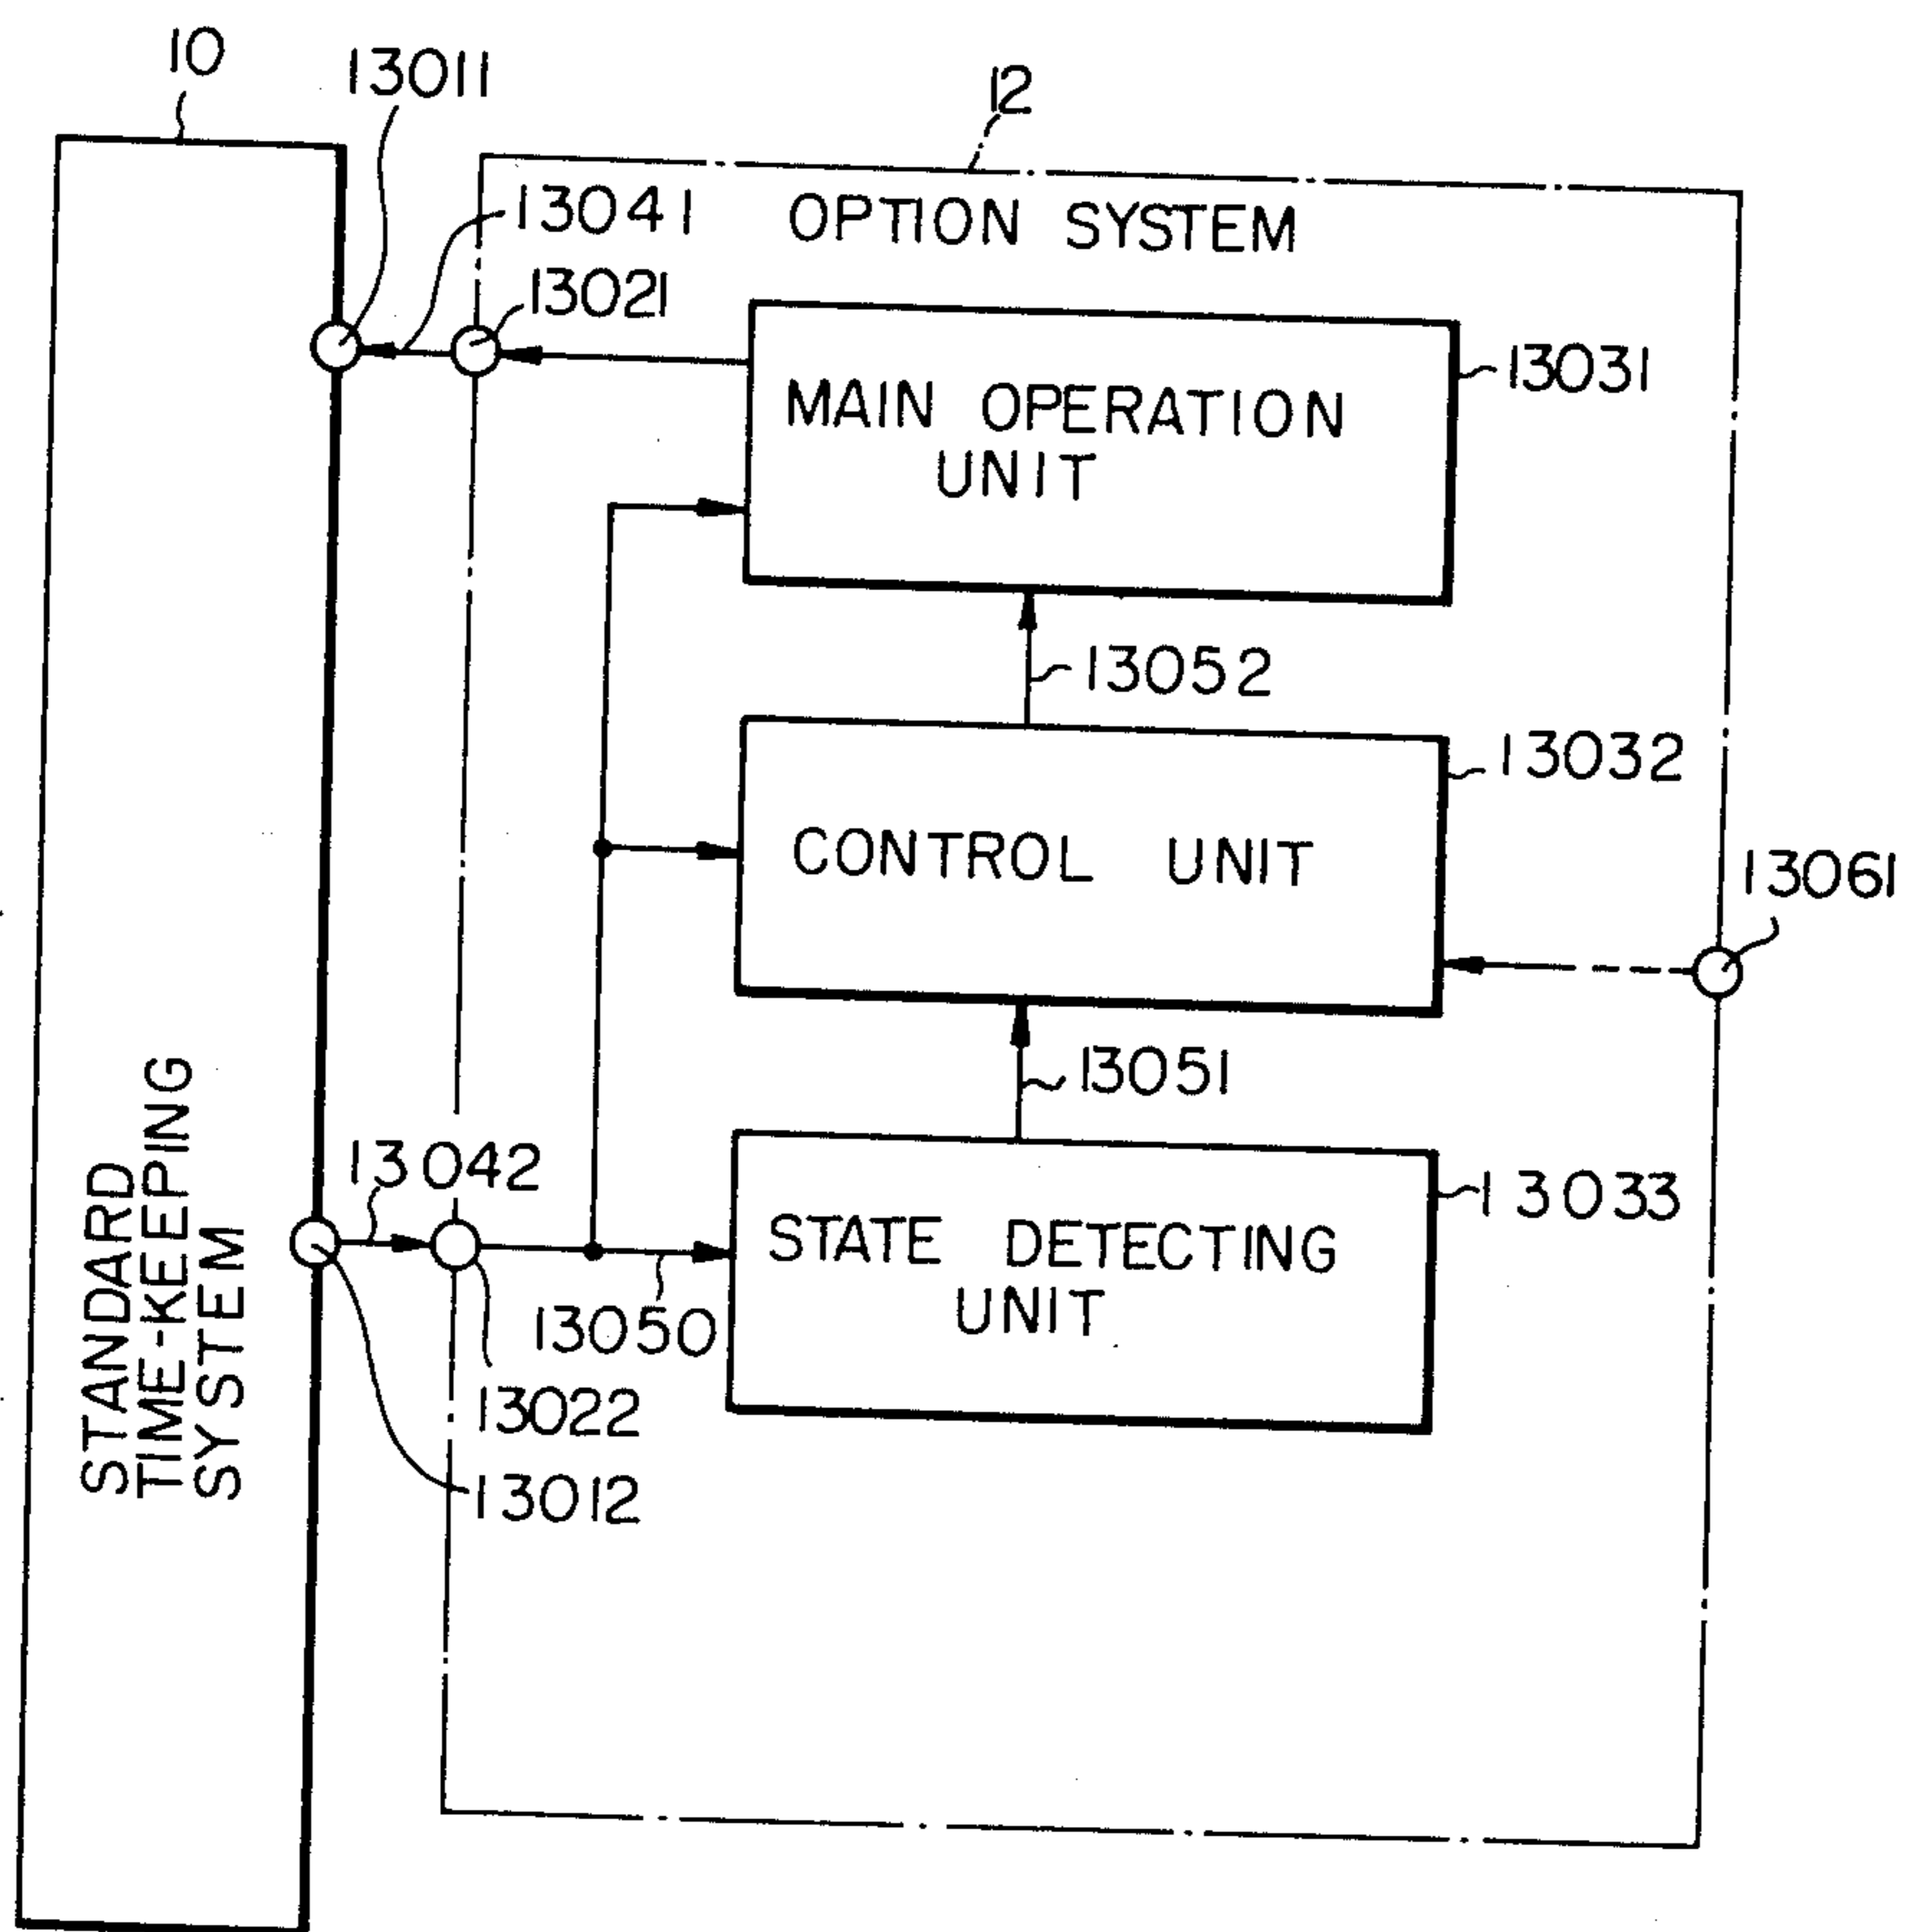 10
13011
12
13041
OPTION SYSTEM
13021
MAIN OPERATION
UNIT
13031
13052
13032
CONTROL UNIT
13061
13051
STANDARD
TIME-KEEPING
SYSTEM
13042
13033
STATE DETECTING
UNIT
13050
13022
13012